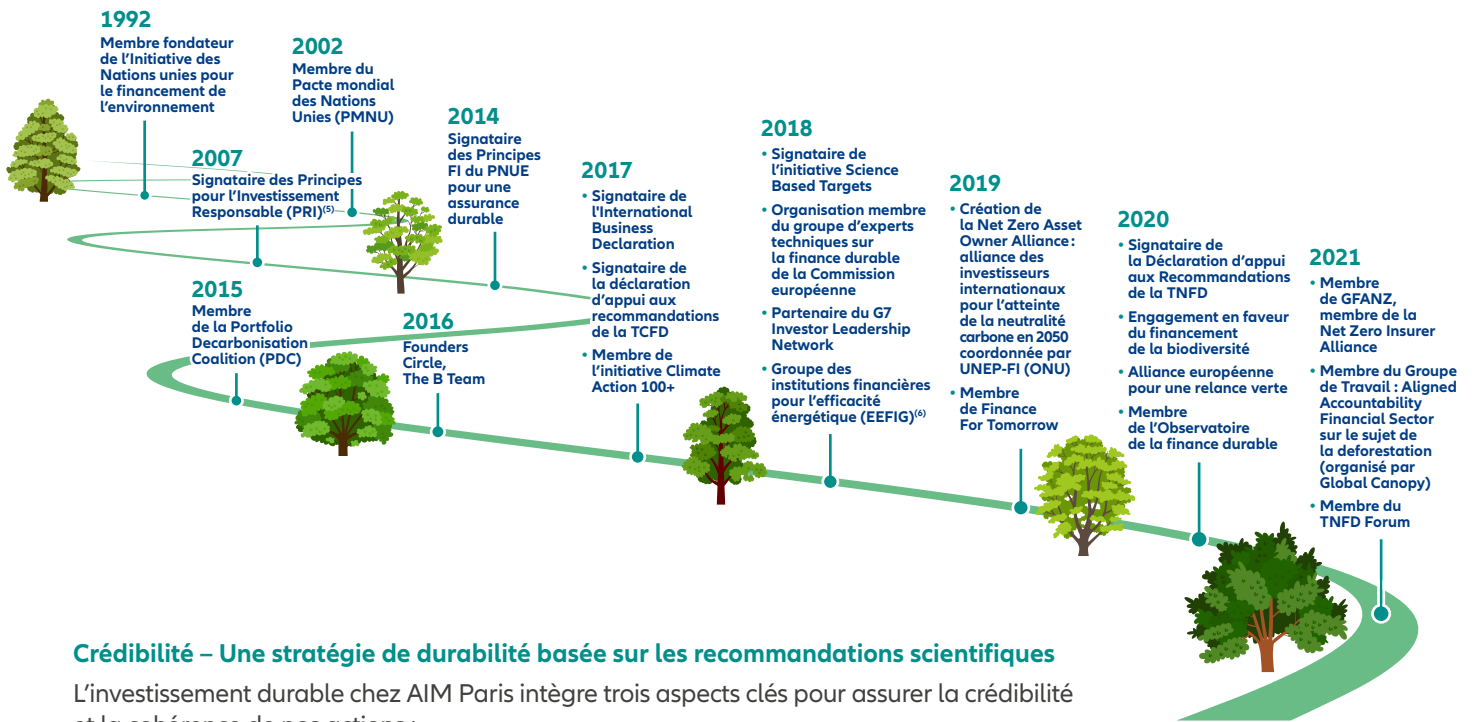 1992
Membre fondateur
de l'Initiative des
Nations unies pour
le financement de
l'environnement
2002
Membre du
Pacte mondial
des Nations
Unies (PMNU)
2007
Signataire des Principes
pour l'Investissement
Responsable (PRI)(5)
2014
Signataire
des Principes
FI du PNUE
pour une
assurance
durable
2015
Membre
de la Portfolio
Decarbonisation
Coalition (PDC)
2016
Founders
Circle,
The B Team
2017
• Signataire de
l'International
Business
Declaration
• Signataire de
la déclaration
d'appui aux
recommandations
de la TCFD
• Membre de
l'initiative Climate
Action 100+
2018
• Signataire de
l'initiative Science
Based Targets
• Organisation membre
du groupe d'experts
techniques sur
la finance durable
de la Commission
européenne
• Partenaire du G7
Investor Leadership
Network
• Groupe des
institutions financières
pour l'efficacité
énergétique (EEFIG)(6)
2019
• Création de
la Net Zero Asset
Owner Alliance :
alliance des
investisseurs
internationaux
pour l'atteinte
de la neutralité
carbone en 2050
coordonnée par
UNEP-FI (ONU)
• Membre
de Finance
For Tomorrow
2020
• Signataire de
la Déclaration d'appui
aux Recommandations
de la TNFD
• Engagement en faveur
du financement
de la biodiversité
• Alliance européenne
pour une relance verte
• Membre
de l'Observatoire
de la finance durable
2021
• Membre
de GFANZ,
membre de la
Net Zero Insurer
Alliance
• Membre du Groupe
de Travail : Aligned
Accountability
Financial Sector
sur le sujet de
la deforestation
(organisé par
Global Canopy)
• Membre du
TNFD Forum
Crédibilité – Une stratégie de durabilité basée sur les recommandations scientifiques
L'investissement durable chez AIM Paris intègre trois aspects clés pour assurer la crédibilité
et la cohérence de nos actions :